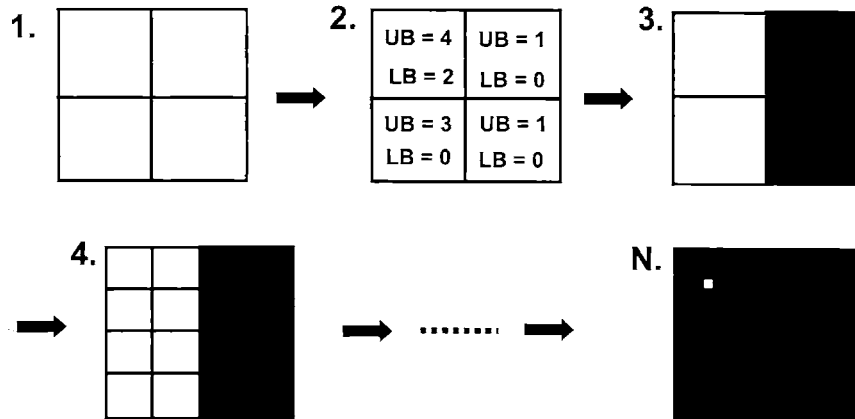 1.
2.
3.
UB = 4 UB = 1
LB = 2 LB = 0
UB = 3 UB = 1
LB = 0 LB = 0
4.
N.